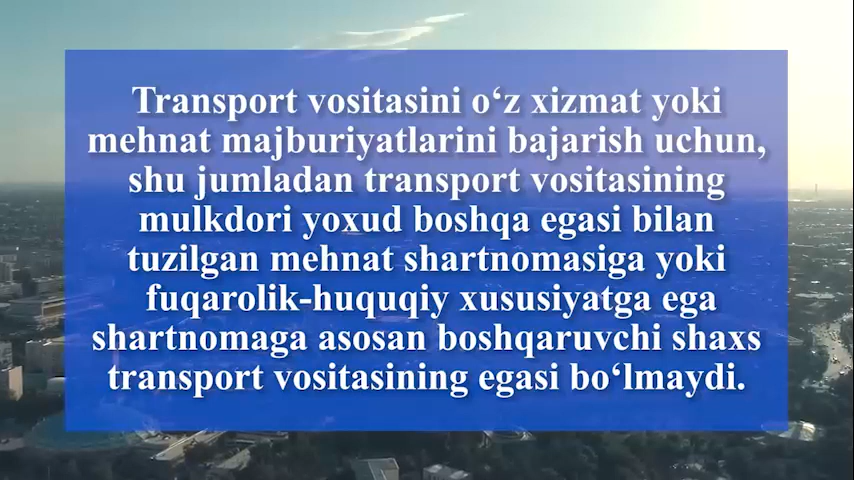 Transport vositasini o‘z xizmat yoki
mehnat majburiyatlarini bajarish uchun,
shu jumladan transport vositasining
mulkdori yoxud boshqa egasi bilan
tuzilgan mehnat shartnomasiga yoki
fuqarolik-huquqiy xususiyatga ega
shartnomaga asosan boshqaruvchi shaxs
transport vositasining egasi bo‘lmaydi.